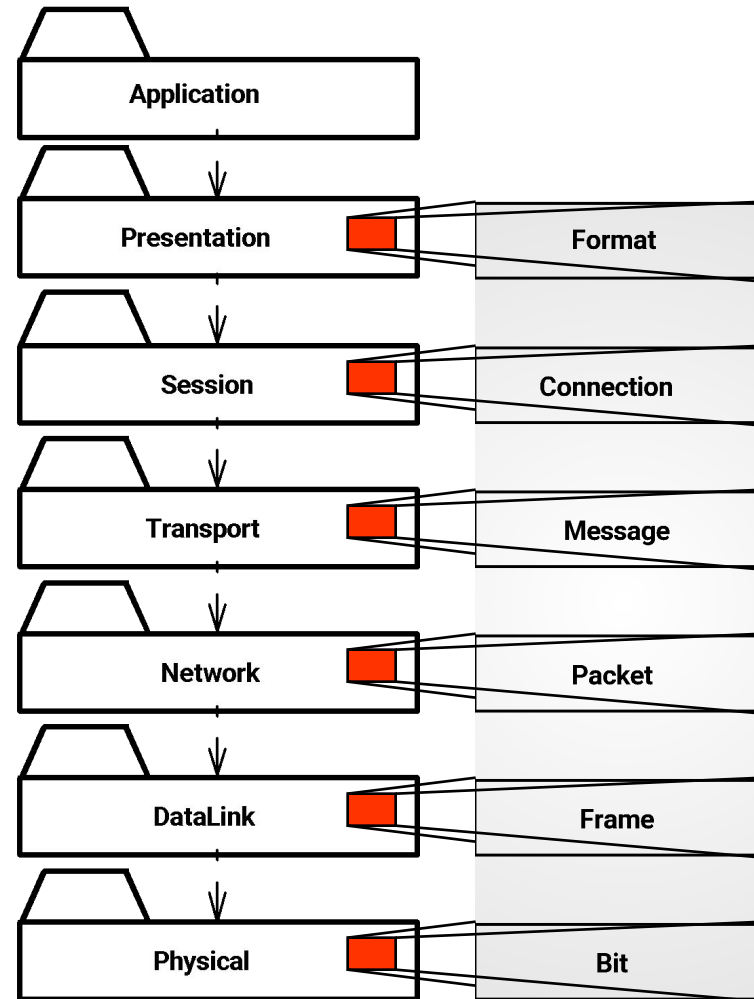 Application
Presentation
Format
Session
Connection
Transport
Message
Network
Packet
DataLink
Frame
Physical
Bit